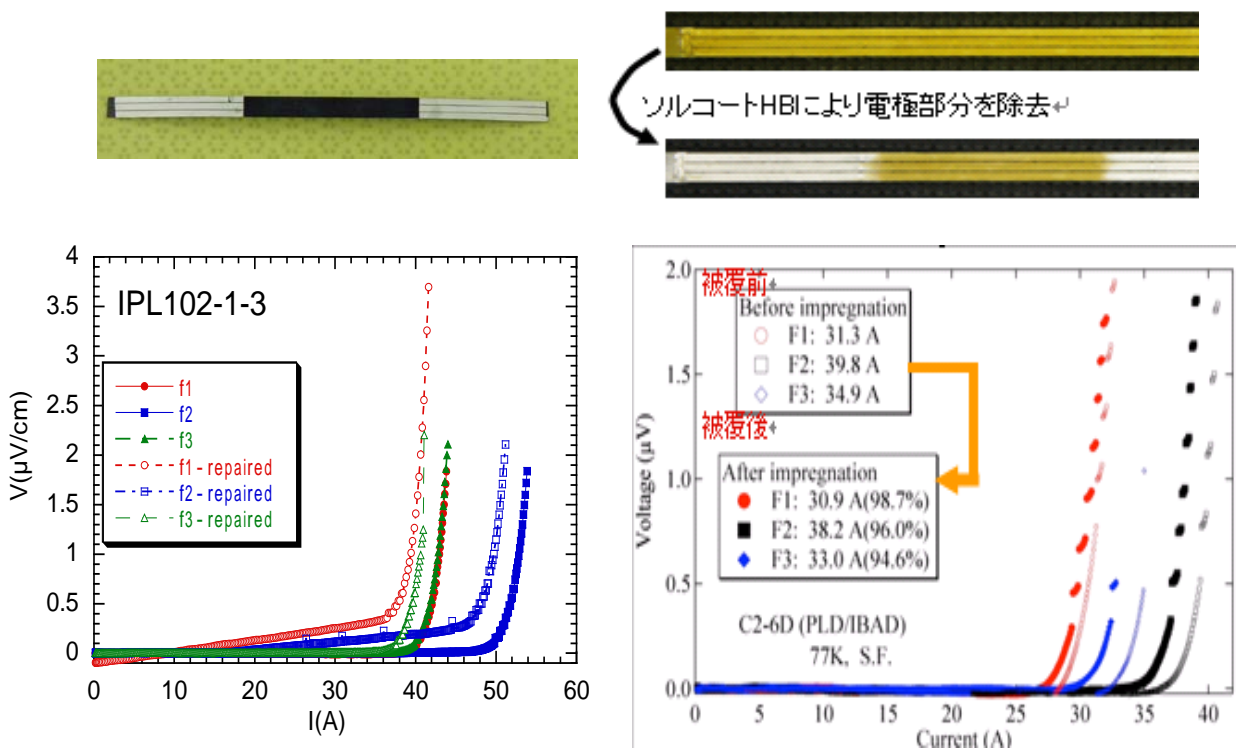 ソルコートHBIにより電極部分を除去↵
4
3.5
3
2.5
2
1.5
1
0.5
0
V(μV/cm)
IPL102-1-3
f1
f2
f3
f1 - repaired
f2 - repaired
f3 - repaired
0 10 20 30 40 50 60
I(A)
2.0
1.5
1.0
0.5
0.0
Voltage (μV)
被覆前
Before impregnation
F1: 31.3 A
F2: 39.8 A
F3: 34.9 A
被覆後
After impregnation
F1: 30.9 A(98.7%)
F2: 38.2 A(96.0%)
F3: 33.0 A(94.6%)
C2-6D (PLD/IBAD)
77K, S.F.
0 5 10 15 20 25 30 35 40
Current (A)